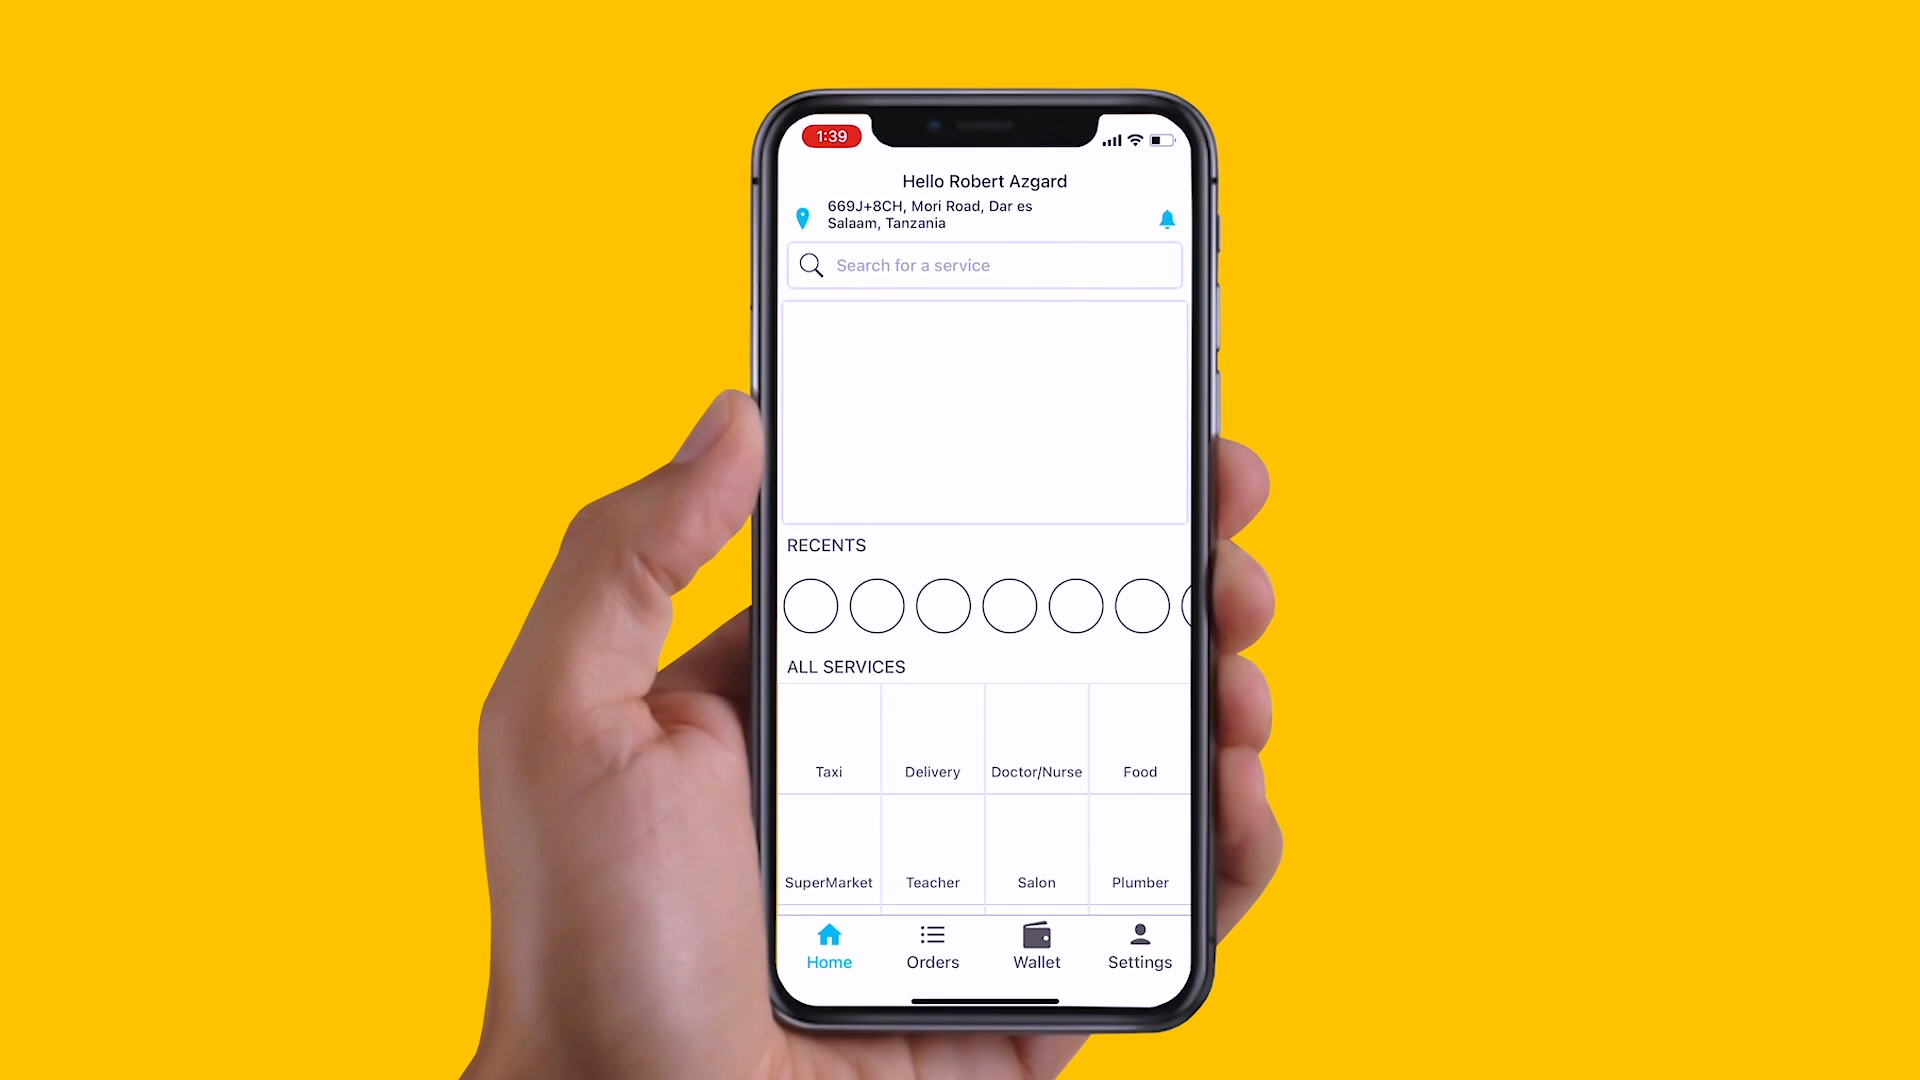 1:39
Hello Robert Azgard
669J+8CH, Mori Road, Dar es
Salaam, Tanzania
Search for a service
RECENTS
ALL SERVICES
Taxi Delivery Doctor/Nurse Food
SuperMarket Teacher Salon Plumber
Home Orders Wallet Settings